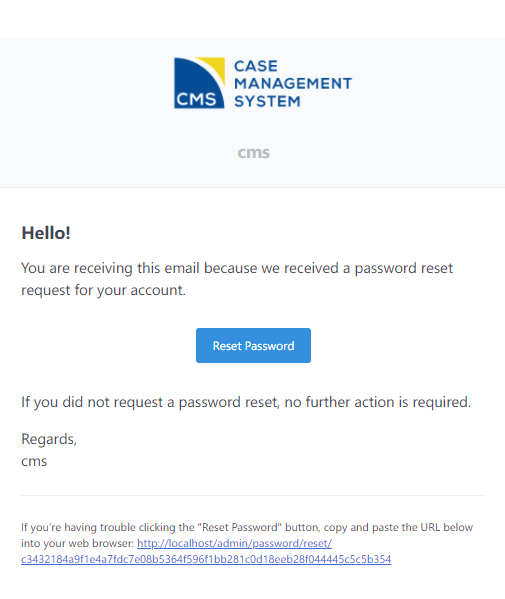 CASE
MANAGEMENT
SYSTEM
CMS
cms
Hello!
You are receiving this email because we received a password reset
request for your account.
Reset Password
If you did not request a password reset, no further action is required.
Regards,
cms
If you're having trouble clicking the "Reset Password" button, copy and paste the URL below
into your web browser: http://localhost/admin/password/reset/
c3432184a9f1e4a7fdc7e08b5364f596f1bb281c0d18eeb28f044445c5c5b354